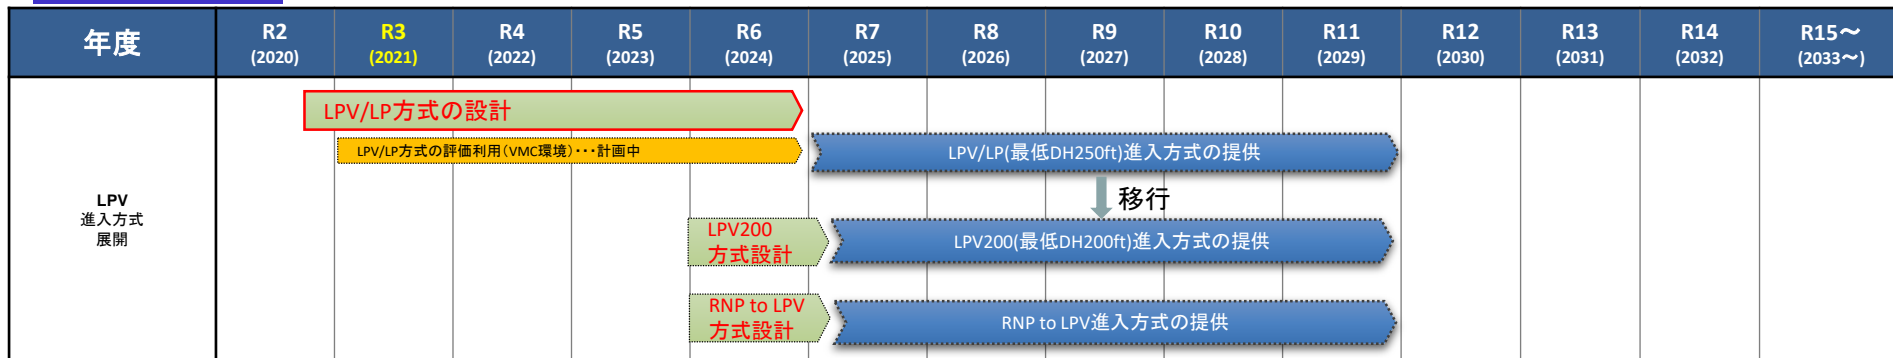 年度
R2
(2020)
R3
(2021)
R4
(2022)
R5
(2023)
R6
(2024)
R7
(2025)
R8
(2026)
R9
(2027)
R10
(2028)
R11
(2029)
R12
(2030)
R13
(2031)
R14
(2032)
R15～
(2033～)
LPV
進入方式
展開
LPV/LP方式の設計
LPV/LP方式の評価利用（VMC環境）・・・計画中
LPV/LP(最低DH250ft)進入方式の提供
移行
LPV200
方式設計
LPV200(最低DH200ft)進入方式の提供
RNP to LPV
方式設計
RNP to LPV進入方式の提供